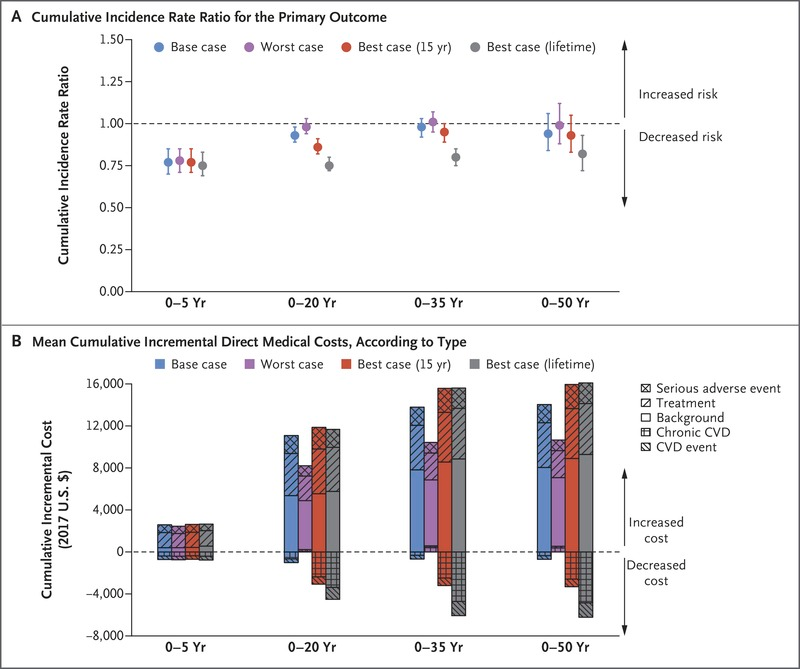 A Cumulative Incidence Rate Ratio for the Primary Outcome
Base case Worst case Best case (15 yr) Best case (lifetime)
Cumulative Incidence Rate Ratio
1.50
1.25
1.00
0.75
0.50
0.25
0.00
Increased risk
Decreased risk
0–5 Yr 0–20 Yr 0–35 Yr 0–50 Yr
B Mean Cumulative Incremental Direct Medical Costs, According to Type
Base case Worst case Best case (15 yr) Best case (lifetime)
Cumulative Incremental Cost
(2017 U.S. $)
16,000
12,000
8,000
4,000
0
−4,000
−8,000
Serious adverse event
Treatment
Background
Chronic CVD
CVD event
Increased
cost
Decreased
cost
0–5 Yr 0–20 Yr 0–35 Yr 0–50 Yr